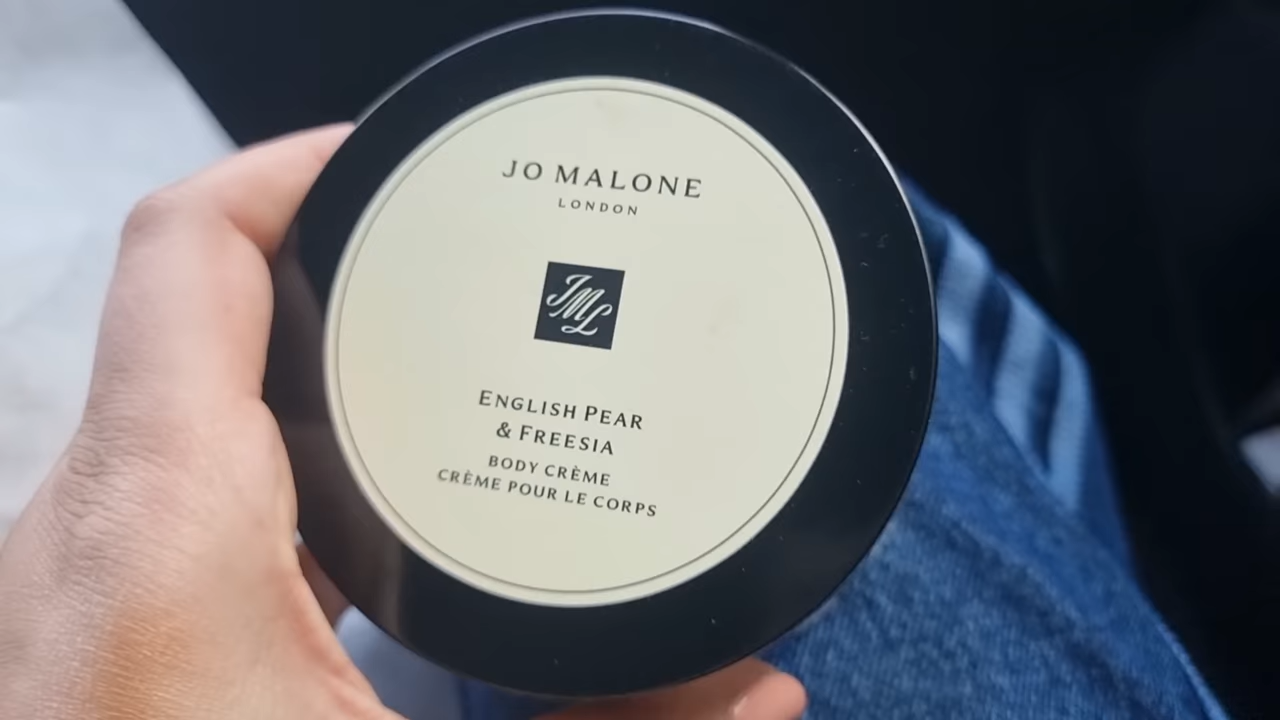 JO MALONE
LONDON
JML
ENGLISH PEAR
& FREESIA
BODY CRÈME
CRÈME POUR LE CORPS